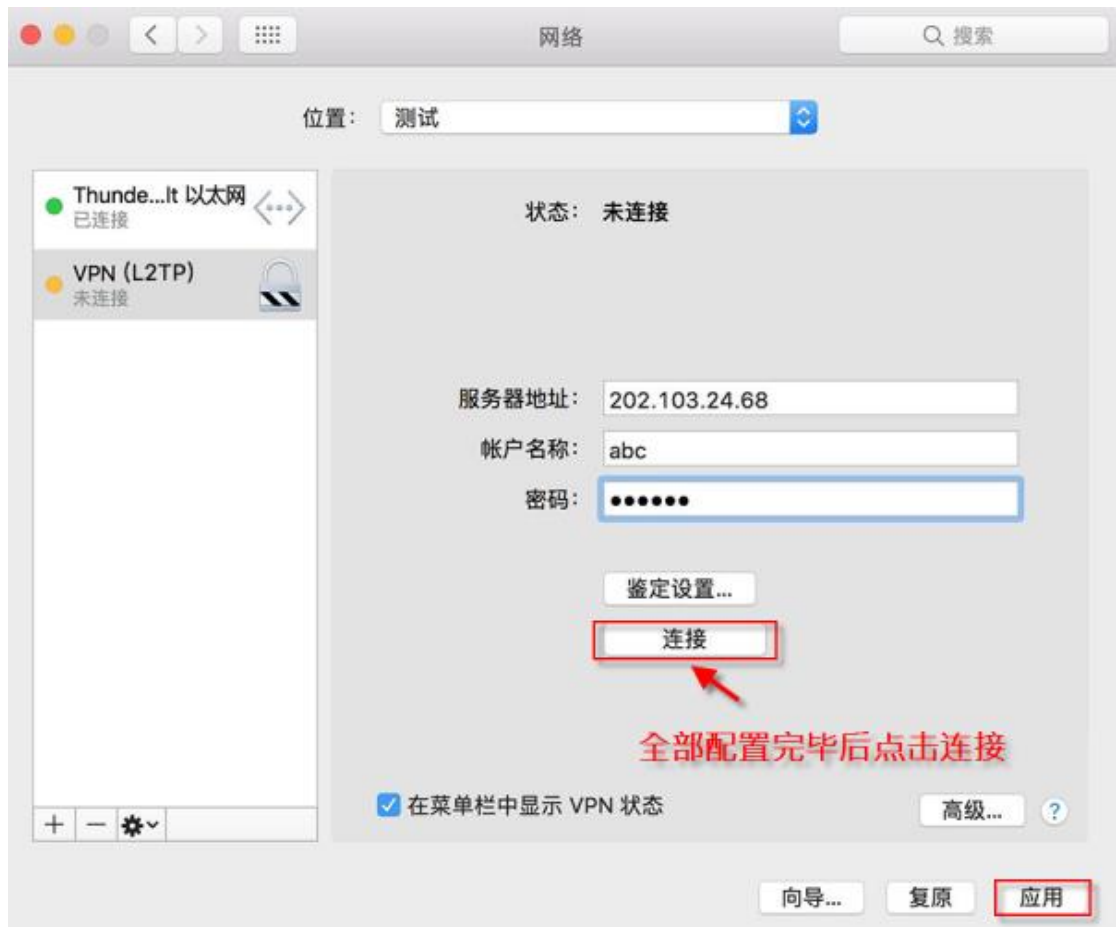 网络
搜索
位置： 测试
Thunde...lt 以太网
已连接
VPN (L2TP)
未连接
状态： 未连接
服务器地址： 202.103.24.68
帐户名称： abc
密码： ●●●●●●
鉴定设置...
连接
全部配置完毕后点击连接
在菜单栏中显示 VPN 状态
高级... ?
向导... 复原 应用